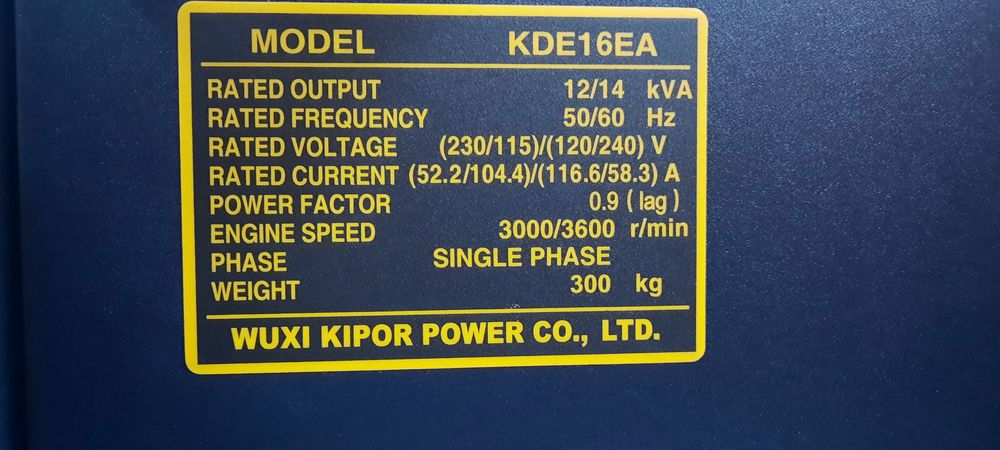 MODEL KDE16EA
RATED OUTPUT 12/14 kVA
RATED FREQUENCY 50/60 Hz
RATED VOLTAGE (230/115)/(120/240) V
RATED CURRENT (52.2/104.4)/(116.6/58.3) A
POWER FACTOR 0.9 ( lag )
ENGINE SPEED 3000/3600 r/min
PHASE SINGLE PHASE
WEIGHT 300 kg
WUXI KIPOR POWER CO., LTD.